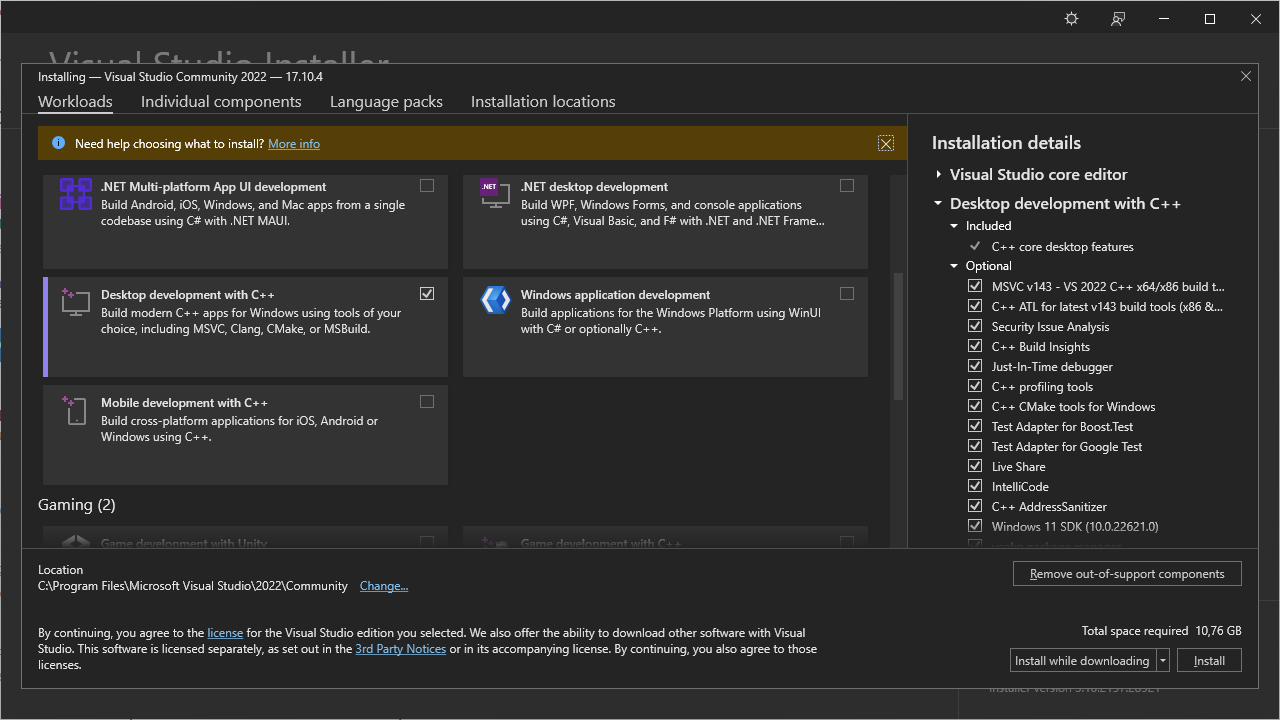 Visual Studio Installer
Installing — Visual Studio Community 2022 — 17.10.4
Workloads
Individual components
Language packs
Installation locations
Need help choosing what to install? More info
.NET Multi-platform App UI development
Build Android, iOS, Windows, and Mac apps from a single
codebase using C# with .NET MAUI.
.NET
.NET desktop development
Build WPF, Windows Forms, and console applications
using C#, Visual Basic, and F# with .NET and .NET Frame...
Desktop development with C++
Build modern C++ apps for Windows using tools of your
choice, including MSVC, Clang, CMake, or MSBuild.
Windows application development
Build applications for the Windows Platform using WinUI
with C# or optionally C++.
Mobile development with C++
Build cross-platform applications for iOS, Android or
Windows using C++.
Gaming (2)
Game development with Unity
Game development with C++
Installation details
Visual Studio core editor
Desktop development with C++
Included
C++ core desktop features
Optional
MSVC v143 - VS 2022 C++ x64/x86 build t...
C++ ATL for latest v143 build tools (x86 &...
Security Issue Analysis
C++ Build Insights
Just-In-Time debugger
C++ profiling tools
C++ CMake tools for Windows
Test Adapter for Boost.Test
Test Adapter for Google Test
Live Share
IntelliCode
C++ AddressSanitizer
Windows 11 SDK (10.0.22621.0)
vcpkg package manager
Location
C:\Program Files\Microsoft Visual Studio\2022\Community Change...
Remove out-of-support components
By continuing, you agree to the license for the Visual Studio edition you selected. We also offer the ability to download other software with Visual
Studio. This software is licensed separately, as set out in the 3rd Party Notices or in its accompanying license. By continuing, you also agree to those
licenses.
Total space required 10,76 GB
Install while downloading
Install
Installer version